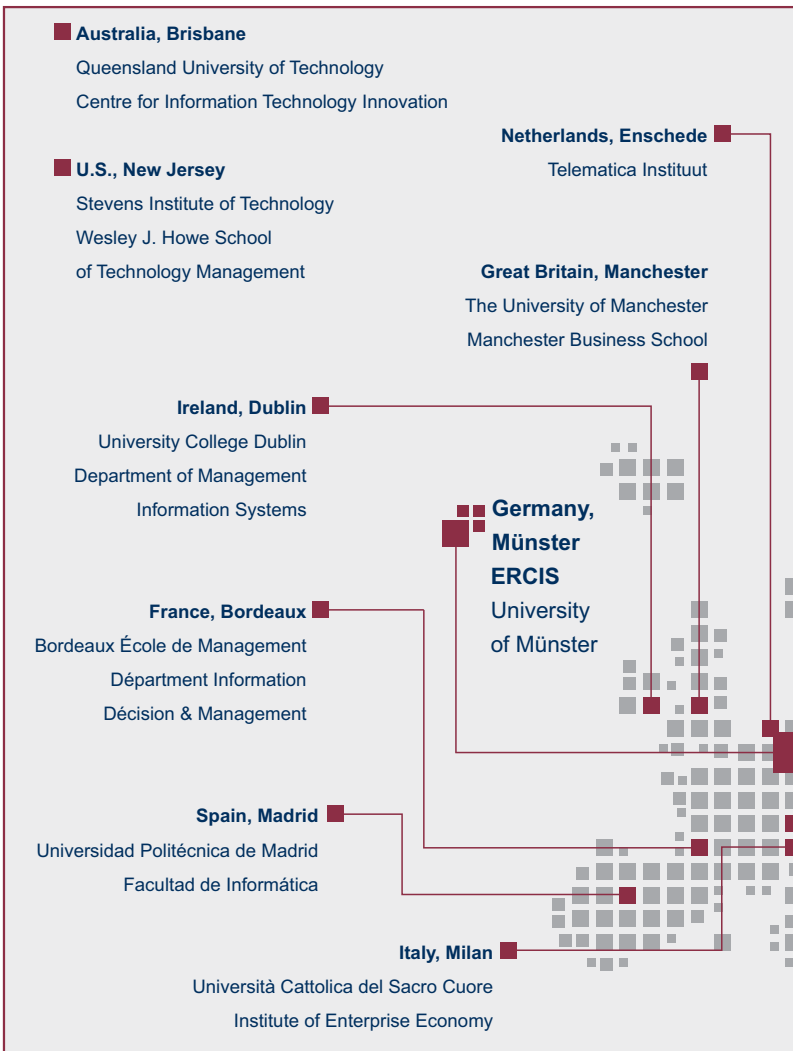 Australia, Brisbane
Queensland University of Technology
Centre for Information Technology Innovation
Netherlands, Enschede
Telematica Instituut
U.S., New Jersey
Stevens Institute of Technology
Wesley J. Howe School
of Technology Management
Great Britain, Manchester
The University of Manchester
Manchester Business School
Ireland, Dublin
University College Dublin
Department of Management
Information Systems
Germany,
Münster
ERCIS
University
of Münster
France, Bordeaux
Bordeaux École de Management
Départment Information
Décision & Management
Spain, Madrid
Universidad Politécnica de Madrid
Facultad de Informática
Italy, Milan
Università Cattolica del Sacro Cuore
Institute of Enterprise Economy